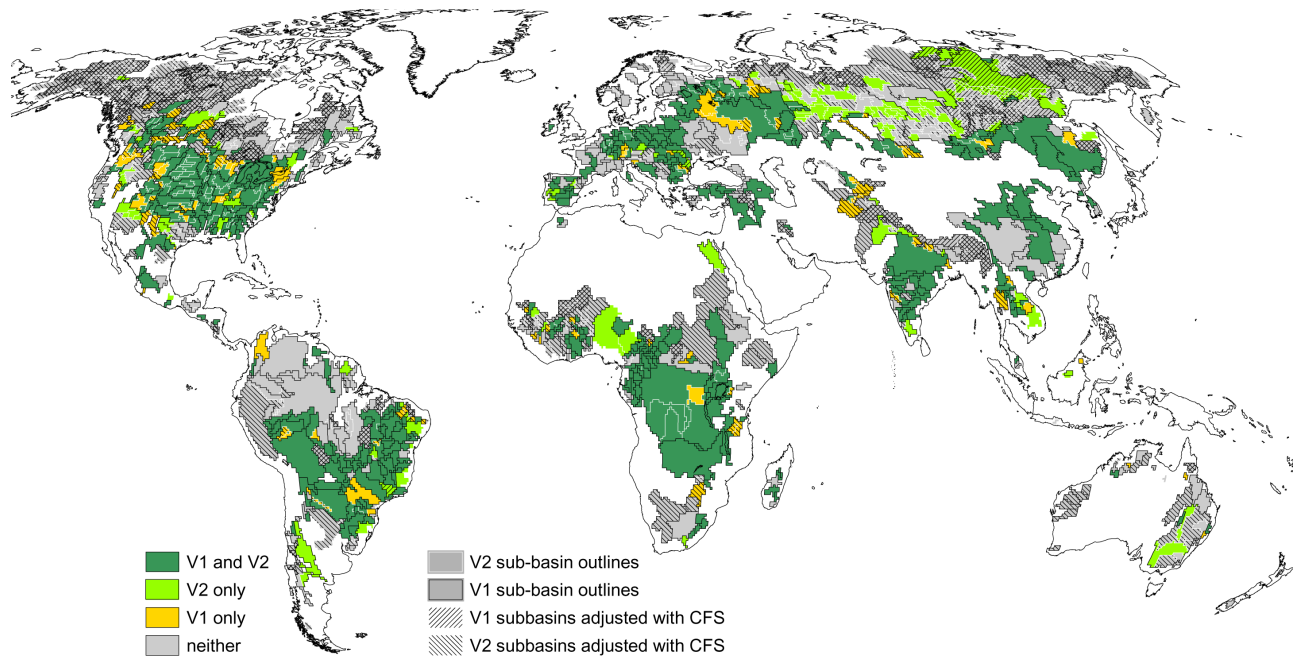 V1 and V2
V2 only
V1 only
neither
V2 sub-basin outlines
V1 sub-basin outlines
V1 subbasins adjusted with CFS
V2 subbasins adjusted with CFS